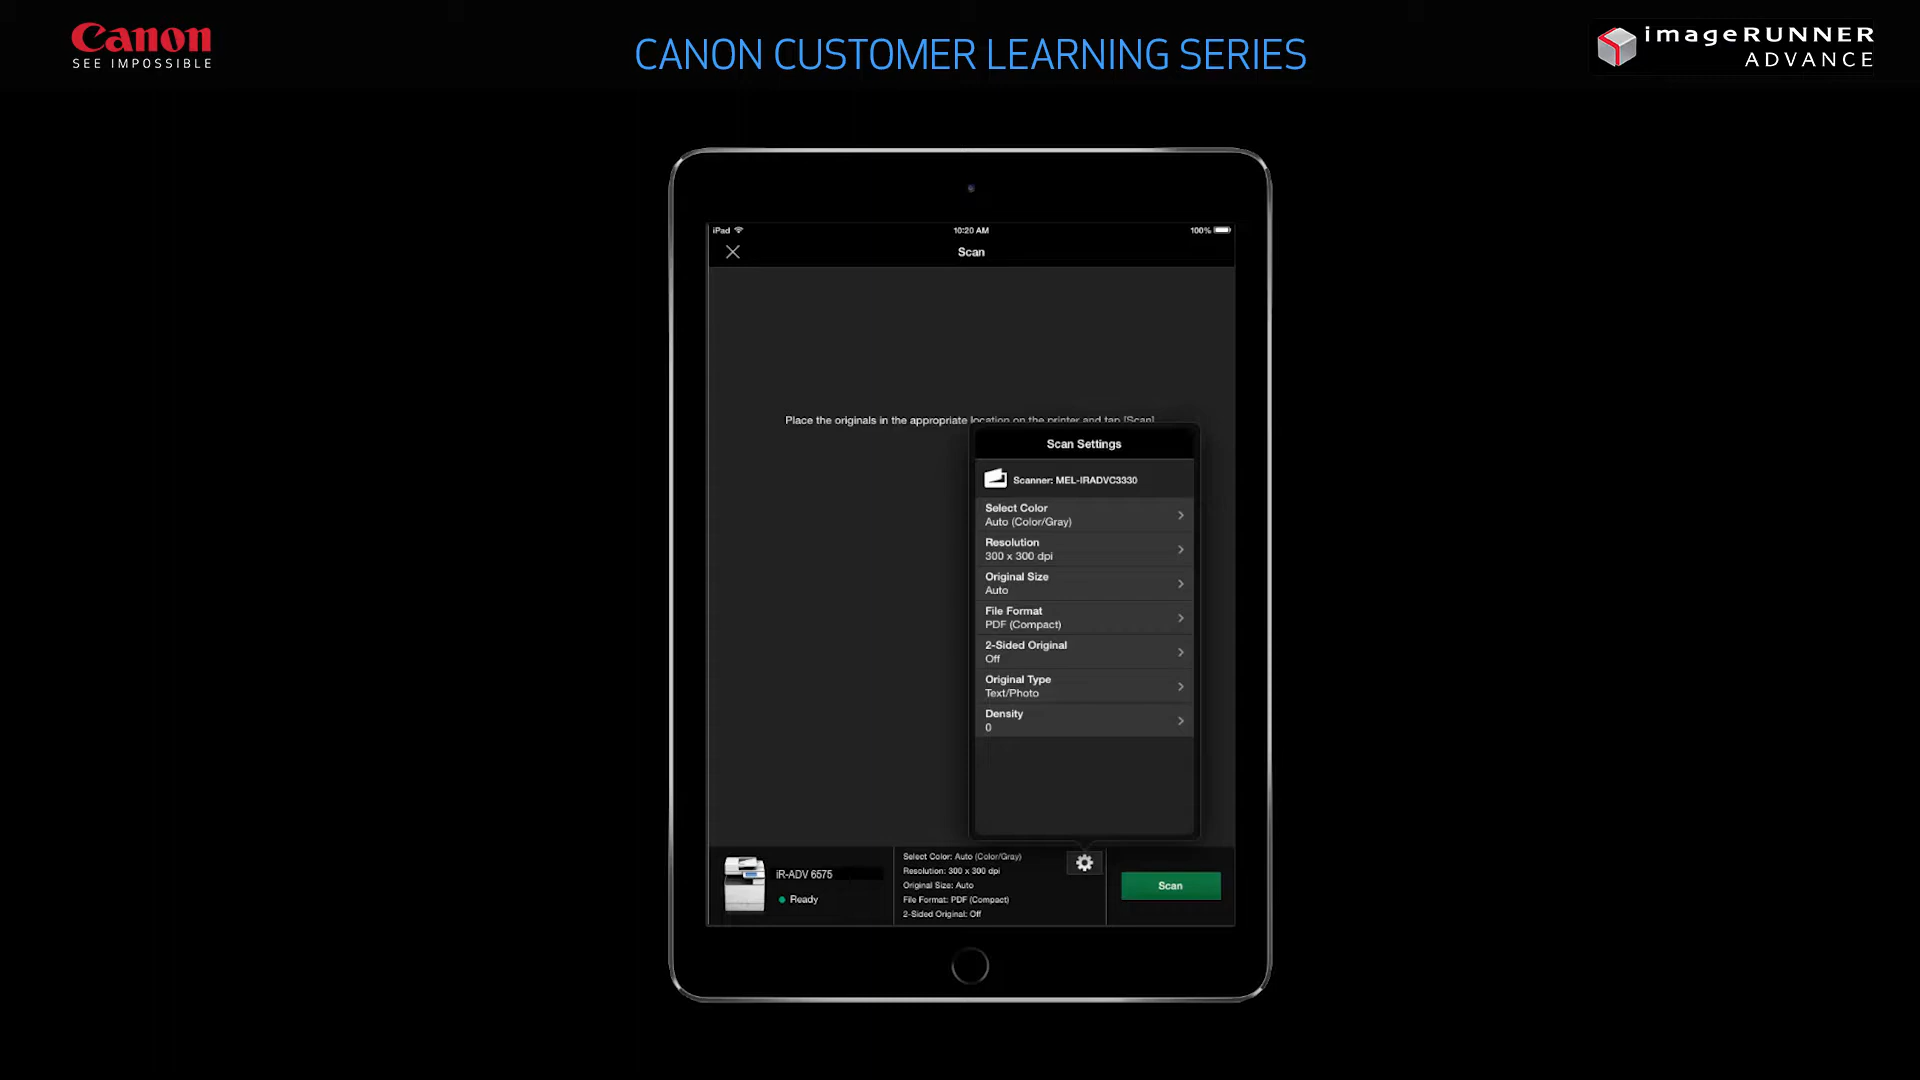 Canon
SEE IMPOSSIBLE
CANON CUSTOMER LEARNING SERIES
imageRUNNER
ADVANCE
iPad
10:20 AM
100%
Scan
Place the originals in the appropriate location on the printer and tap [Scan]
Scan Settings
Scanner: MEL-IRADVC3330
Select Color
Auto (Color/Gray)
Resolution
300 x 300 dpi
Original Size
Auto
File Format
PDF (Compact)
2-Sided Original
Off
Original Type
Text/Photo
Density
0
iR-ADV 6575
Ready
Select Color: Auto (Color/Gray)
Resolution: 300 x 300 dpi
Original Size: Auto
File Format: PDF (Compact)
2-Sided Original: Off
Scan